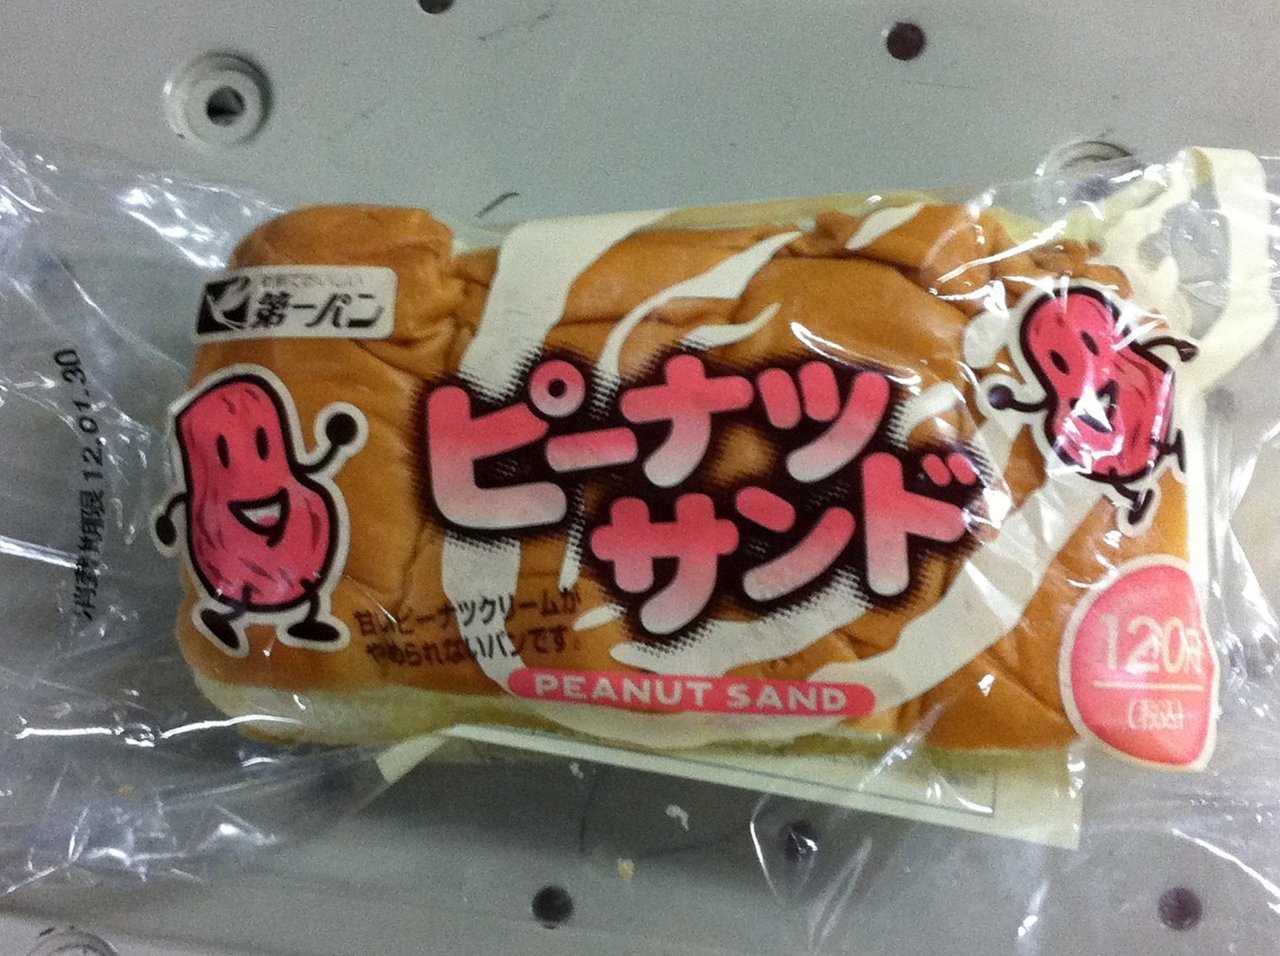 第一パン
消費期限 12.01.30
ピーナッツ
サンド
甘いピーナツクリームが
やめられないパンです。
PEANUT SAND
120円
(税込)